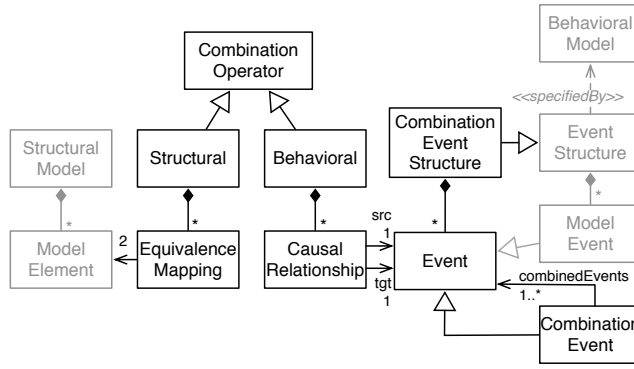 Behavioral
Model
Combination
Operator
<<specifiedBy>>
Combination
Event
Structure
Event
Structure
Structural
Model
Structural
Behavioral
*
*
*
*
*
src
1
2
Model
Element
Equivalence
Mapping
Causal
Relationship
Event
Model
Event
tgt
1
combinedEvents
1..*
Combination
Event